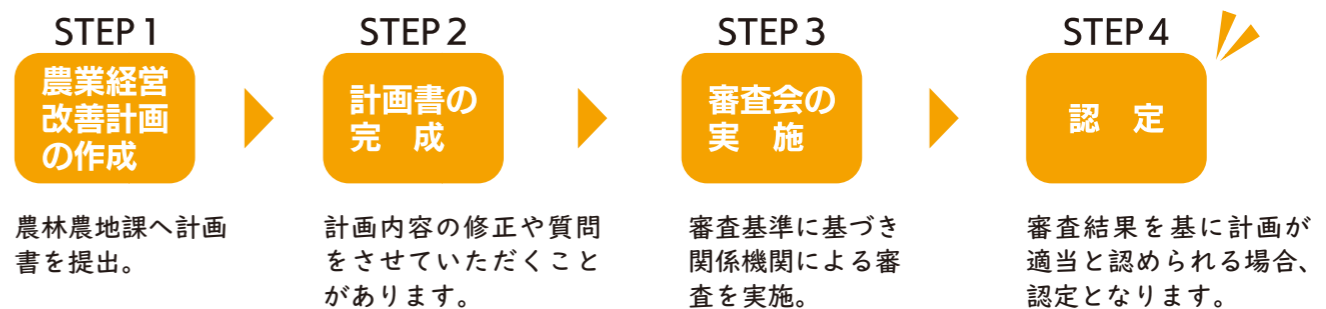 STEP 1
農業経営
改善計画
の作成
農林農地課へ計画
書を提出。
STEP 2
計画書の
完　成
計画内容の修正や質問
をさせていただくこと
があります。
STEP 3
審査会の
実　施
審査基準に基づき
関係機関による審
査を実施。
STEP 4
認　定
審査結果を基に計画が
適当と認められる場合、
認定となります。